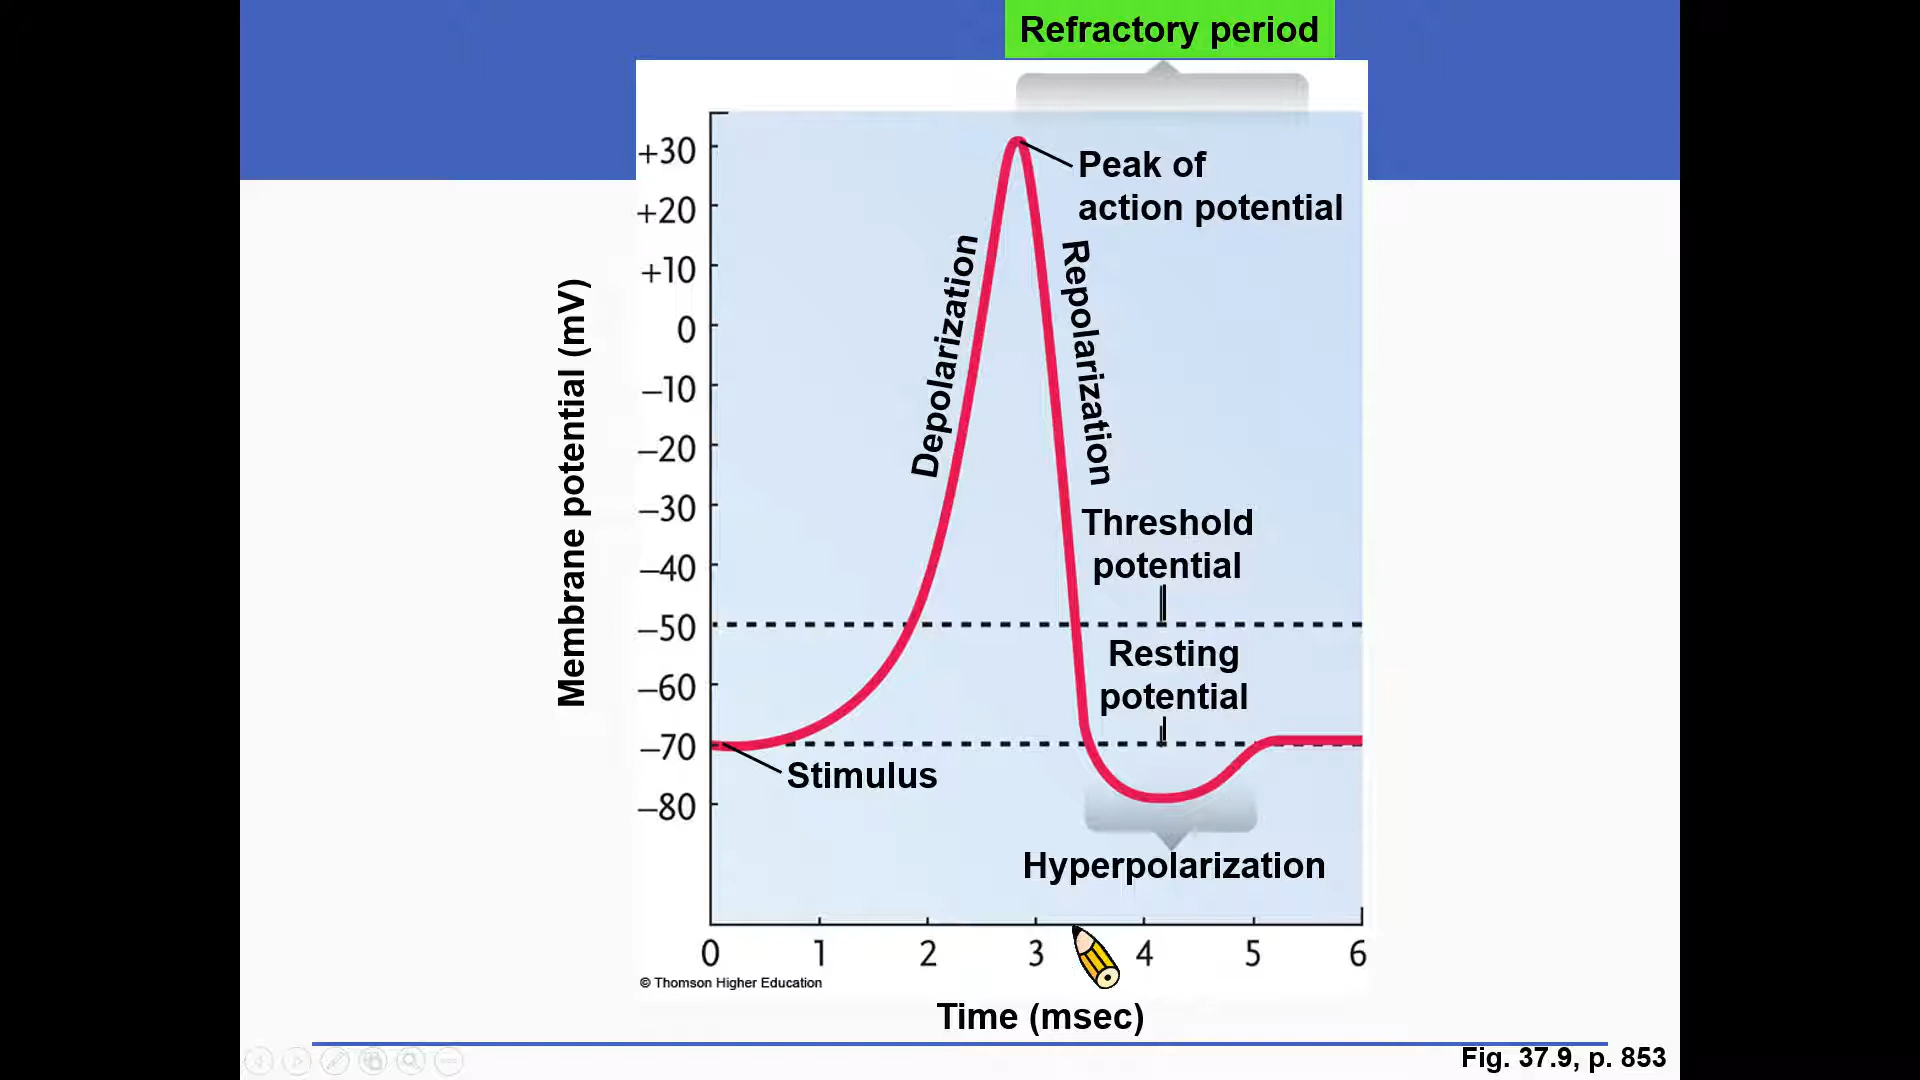 Refractory period
+30
+20
+10
0
–10
–20
–30
–40
–50
–60
–70
–80
Membrane potential (mV)
Peak of
action potential
Depolarization
Repolarization
Threshold
potential
Resting
potential
Stimulus
Hyperpolarization
0 1 2 3 4 5 6
© Thomson Higher Education
Time (msec)
Fig. 37.9, p. 853